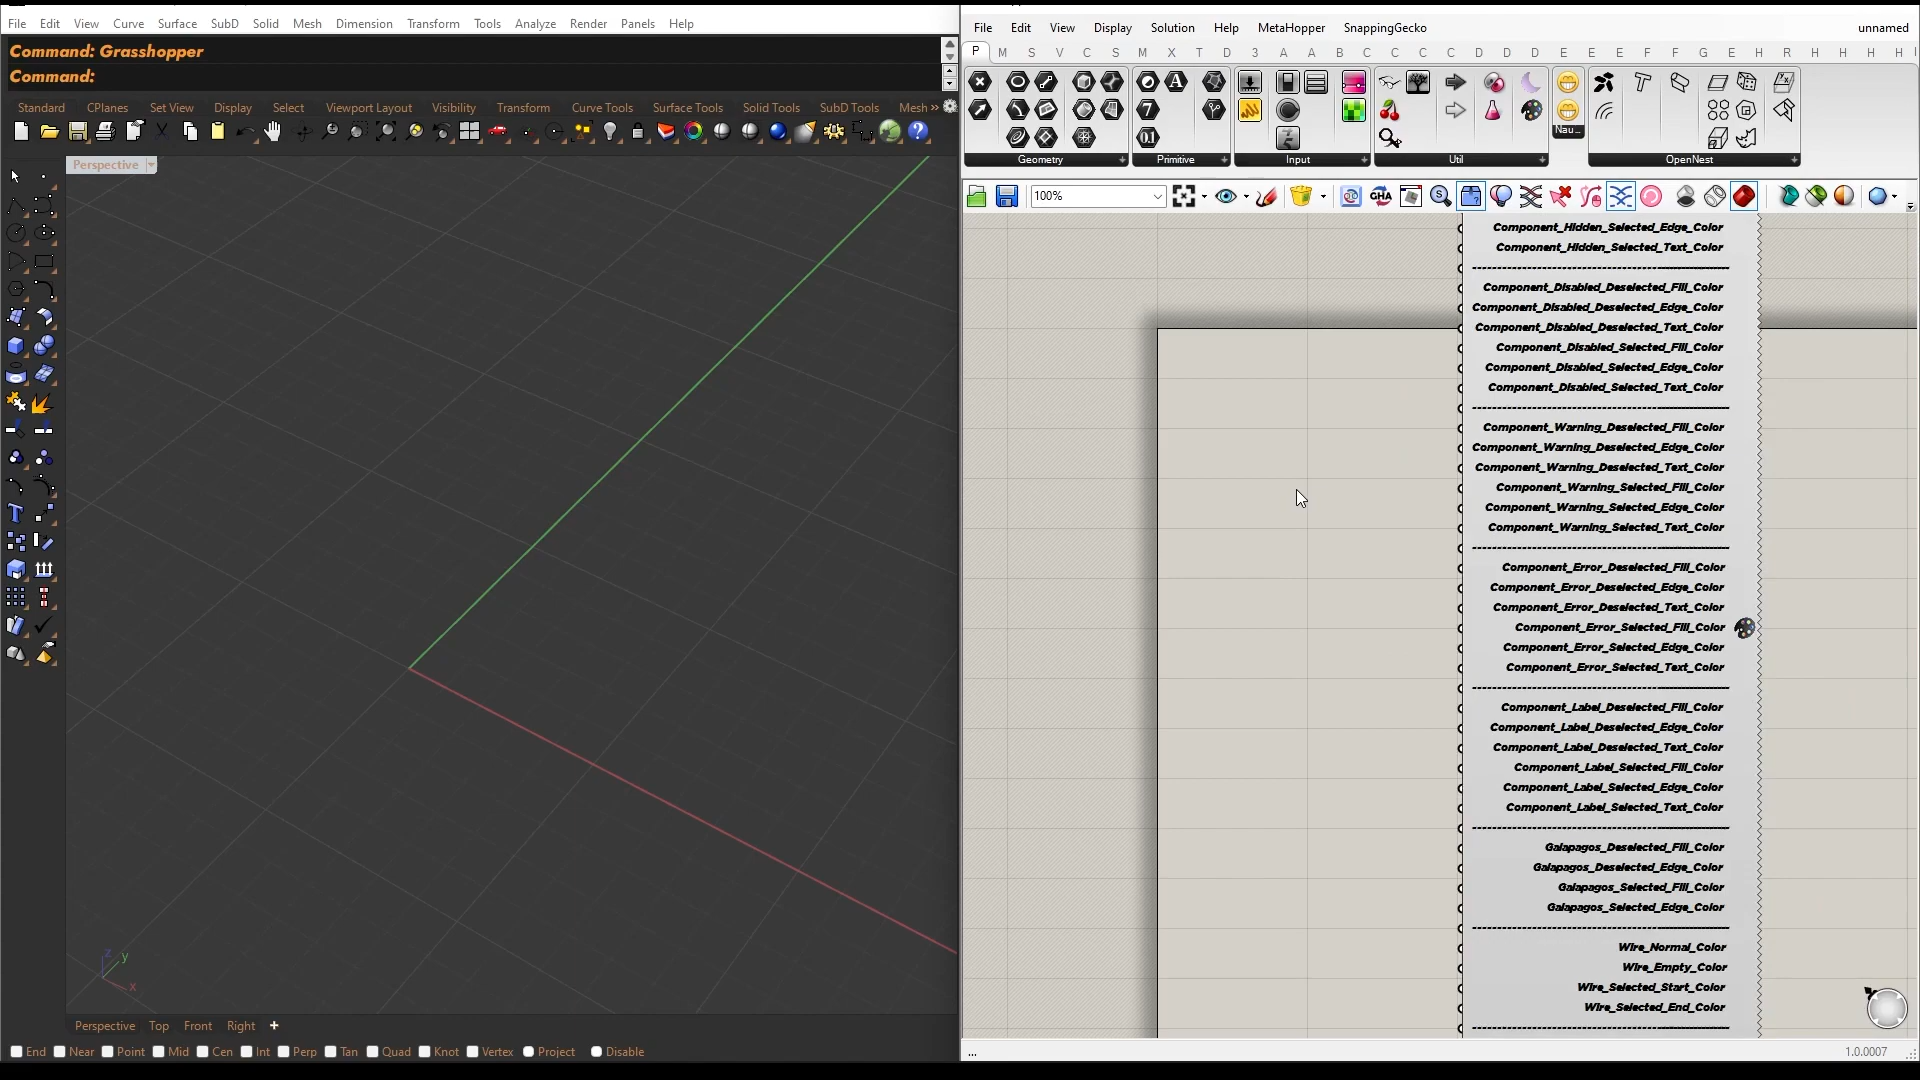 File Edit View Curve Surface SubD Solid Mesh Dimension Transform Tools Analyze Render Panels Help
Command: Grasshopper
Command:
Standard CPlanes Set View Display Select Viewport Layout Visibility Transform Curve Tools Surface Tools Solid Tools SubD Tools Mesh »
Perspective
z
y
x
Perspective Top Front Right
End Near Point Mid Cen Int Perp Tan Quad Knot Vertex Project Disable
File Edit View Display Solution Help MetaHopper SnappingGecko unnamed
P M S V C S M X T D 3 A A B C C C C D D D E E E F F G E H R H H H I
Nau...
Geometry Primitive Input Util OpenNest
100%
Component_Hidden_Selected_Edge_Color
Component_Hidden_Selected_Text_Color
Component_Disabled_Deselected_Fill_Color
Component_Disabled_Deselected_Edge_Color
Component_Disabled_Deselected_Text_Color
Component_Disabled_Selected_Fill_Color
Component_Disabled_Selected_Edge_Color
Component_Disabled_Selected_Text_Color
Component_Warning_Deselected_Fill_Color
Component_Warning_Deselected_Edge_Color
Component_Warning_Deselected_Text_Color
Component_Warning_Selected_Fill_Color
Component_Warning_Selected_Edge_Color
Component_Warning_Selected_Text_Color
Component_Error_Deselected_Fill_Color
Component_Error_Deselected_Edge_Color
Component_Error_Deselected_Text_Color
Component_Error_Selected_Fill_Color
Component_Error_Selected_Edge_Color
Component_Error_Selected_Text_Color
Component_Label_Deselected_Fill_Color
Component_Label_Deselected_Edge_Color
Component_Label_Deselected_Text_Color
Component_Label_Selected_Fill_Color
Component_Label_Selected_Edge_Color
Component_Label_Selected_Text_Color
Galapagos_Deselected_Fill_Color
Galapagos_Deselected_Edge_Color
Galapagos_Selected_Fill_Color
Galapagos_Selected_Edge_Color
Wire_Normal_Color
Wire_Empty_Color
Wire_Selected_Start_Color
Wire_Selected_End_Color
...
1.0.0007